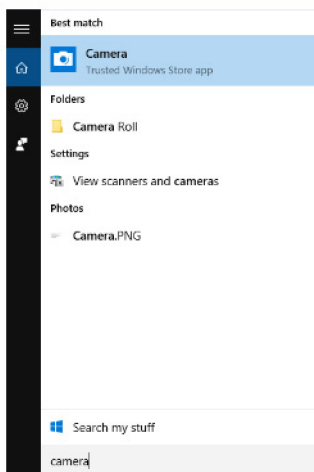 Best match
Camera
Trusted Windows Store app
Folders
Camera Roll
Settings
View scanners and cameras
Photos
Camera.PNG
Search my stuff
camera